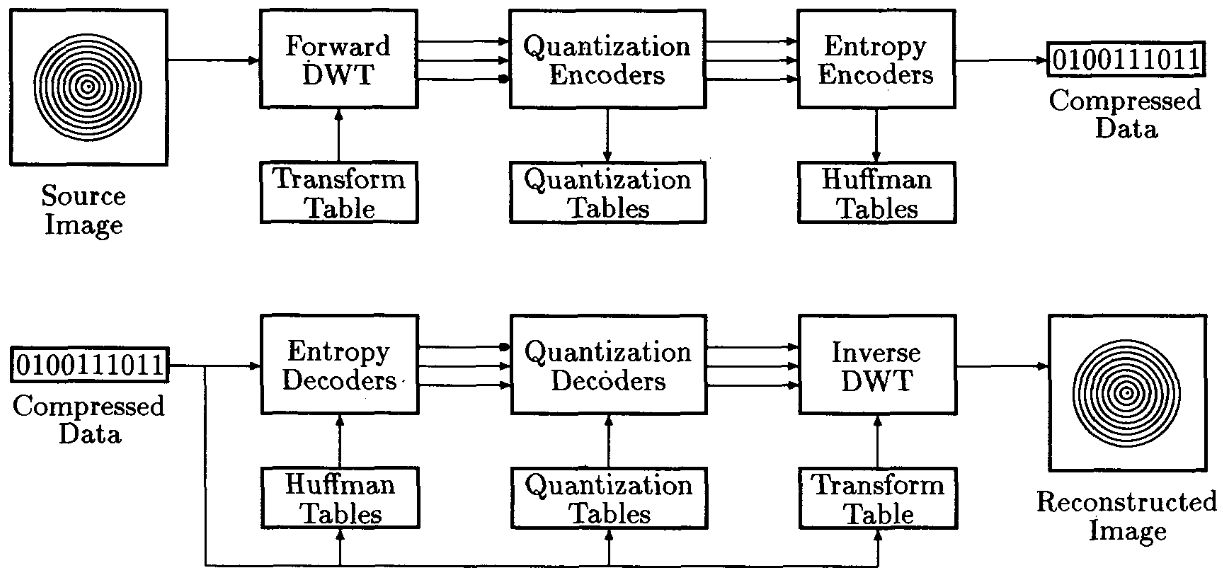 Source
Image
Forward
DWT
Transform
Table
Quantization
Encoders
Quantization
Tables
Entropy
Encoders
Huffman
Tables
0100111011
Compressed
Data
0100111011
Compressed
Data
Entropy
Decoders
Huffman
Tables
Quantization
Decoders
Quantization
Tables
Inverse
DWT
Transform
Table
Reconstructed
Image